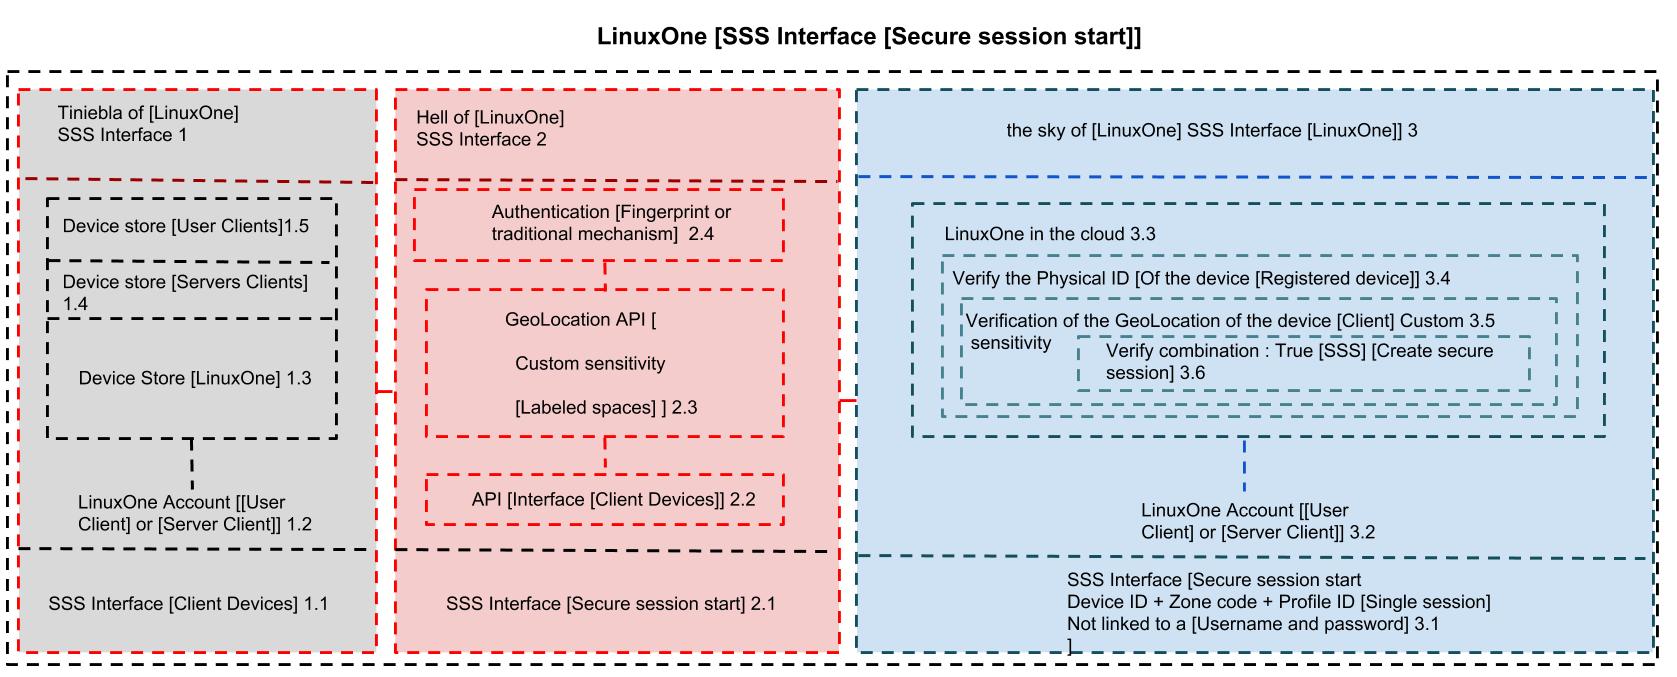 LinuxOne [SSS Interface [Secure session start]]
Tiniebla of [LinuxOne]
SSS Interface 1
Device store [User Clients]1.5
Device store [Servers Clients]
1.4
Device Store [LinuxOne] 1.3
LinuxOne Account [[User
Client] or [Server Client]] 1.2
SSS Interface [Client Devices] 1.1
Hell of [LinuxOne]
SSS Interface 2
Authentication [Fingerprint or
traditional mechanism]  2.4
GeoLocation API [
Custom sensitivity
[Labeled spaces] ] 2.3
API [Interface [Client Devices]] 2.2
SSS Interface [Secure session start] 2.1
the sky of [LinuxOne] SSS Interface [LinuxOne]] 3
LinuxOne in the cloud 3.3
Verify the Physical ID [Of the device [Registered device]] 3.4
Verification of the GeoLocation of the device [Client] Custom 3.5
sensitivity
Verify combination : True [SSS] [Create secure
session] 3.6
LinuxOne Account [[User
Client] or [Server Client]] 3.2
SSS Interface [Secure session start
Device ID + Zone code + Profile ID [Single session]
Not linked to a [Username and password] 3.1
]